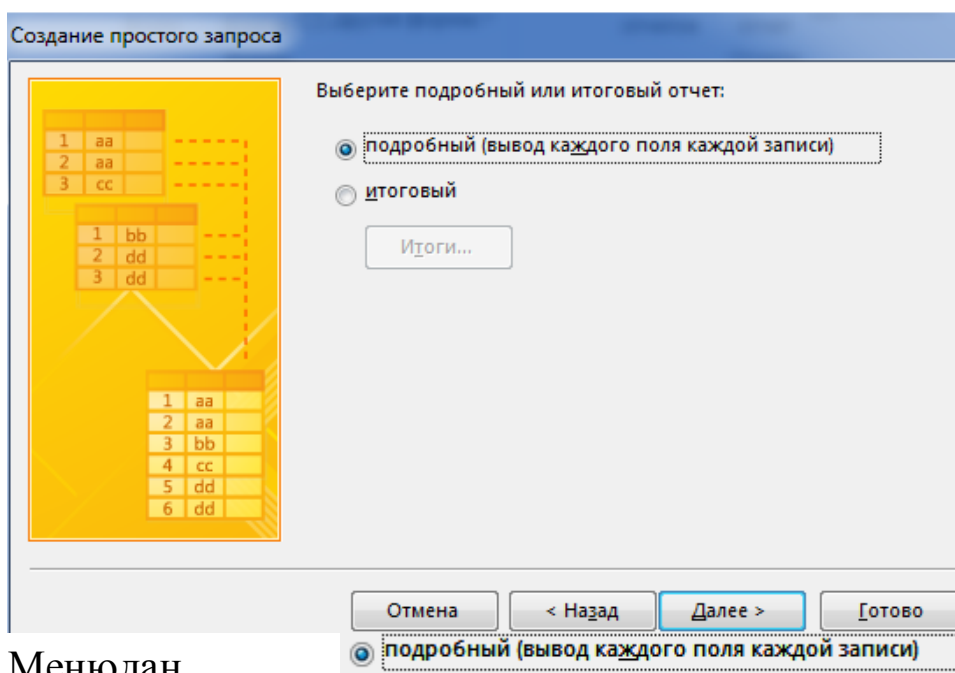 Создание простого запроса
Выберите подробный или итоговый отчет:
подробный (вывод каждого поля каждой записи)
итоговый
Итоги...
1 aa
2 aa
3 cc
1 bb
2 dd
3 dd
1 aa
2 aa
3 bb
4 cc
5 dd
6 dd
Отмена < Назад Далее > Готово
Менюдан подробный (вывод каждого поля каждой записи)